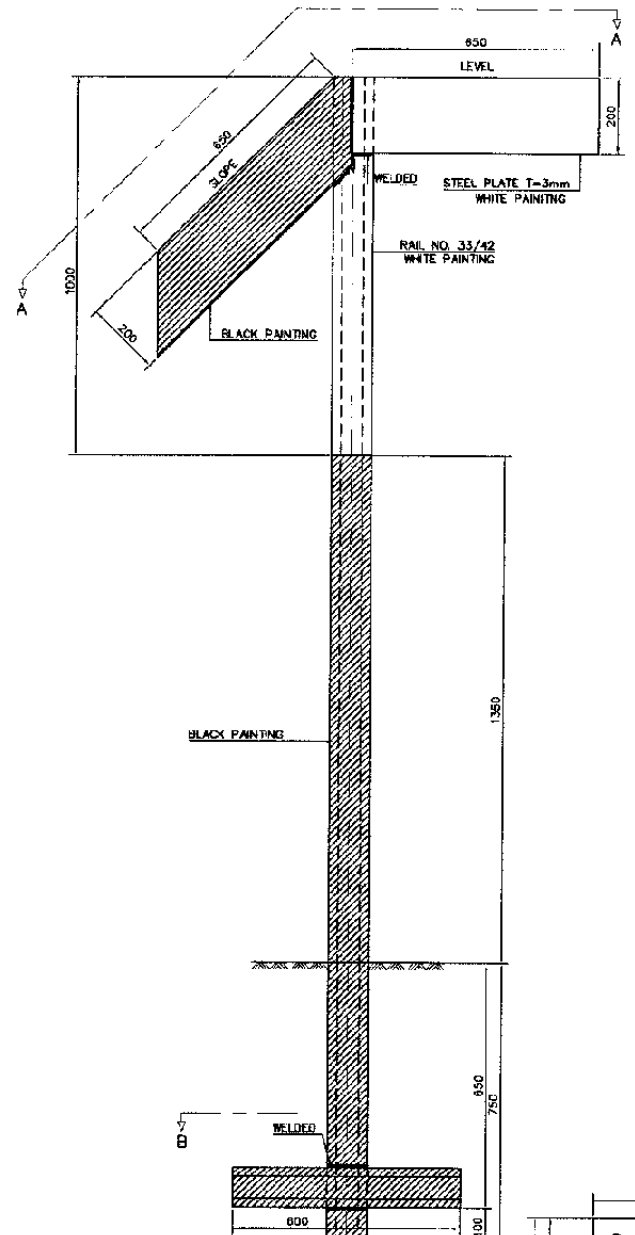 A
650
LEVEL
200
650
SLOPE
WELDED
STEEL PLATE T=3mm
WHITE PAINITNG
RAIL NO. 33/42
WHITE PAINTING
1000
A
200
BLACK PAINTING
1350
BLACK PAINTING
650
750
B
WELDED
600
100